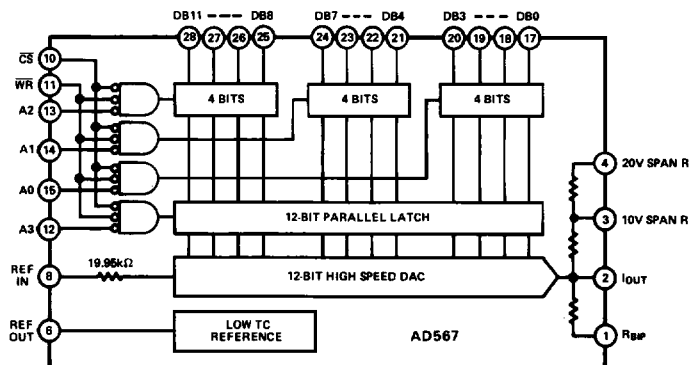 DB11 ---- DB8 DB7 --- DB4 DB3 ---- DB0
28 27 26 25 24 23 22 21 20 19 18 17
CS 10
WR 11
A2 13
4 BITS 4 BITS 4 BITS
A1 14
A0 15
4 20V SPAN R
A3 12
12-BIT PARALLEL LATCH
3 10V SPAN R
REF IN 8
19.95kΩ
12-BIT HIGH SPEED DAC
2 IOUT
REF OUT 6
LOW TC
REFERENCE
AD567
1 RBIP